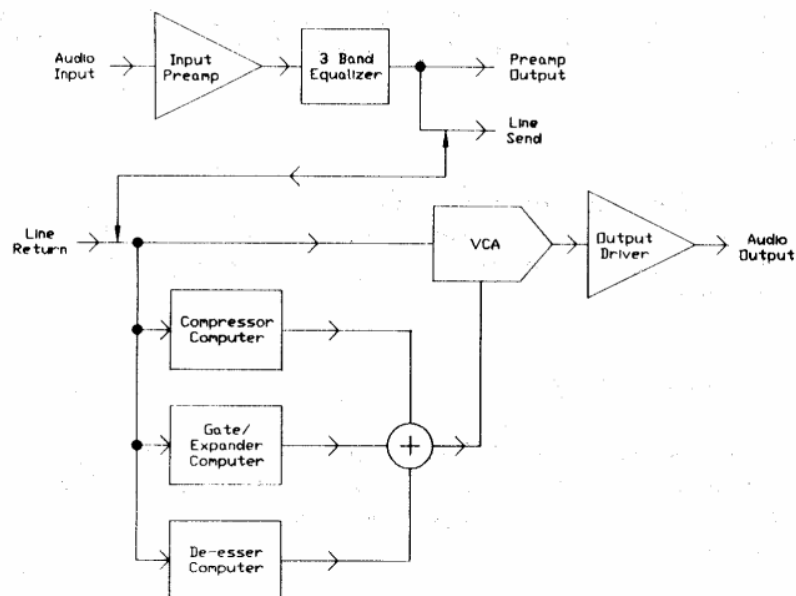 Audio
Input
Input
Preamp
3 Band
Equalizer
Preamp
Output
Line
Send
Line
Return
VCA
Output
Driver
Audio
Output
Compressor
Computer
Gate/
Expander
Computer
+
De-esser
Computer